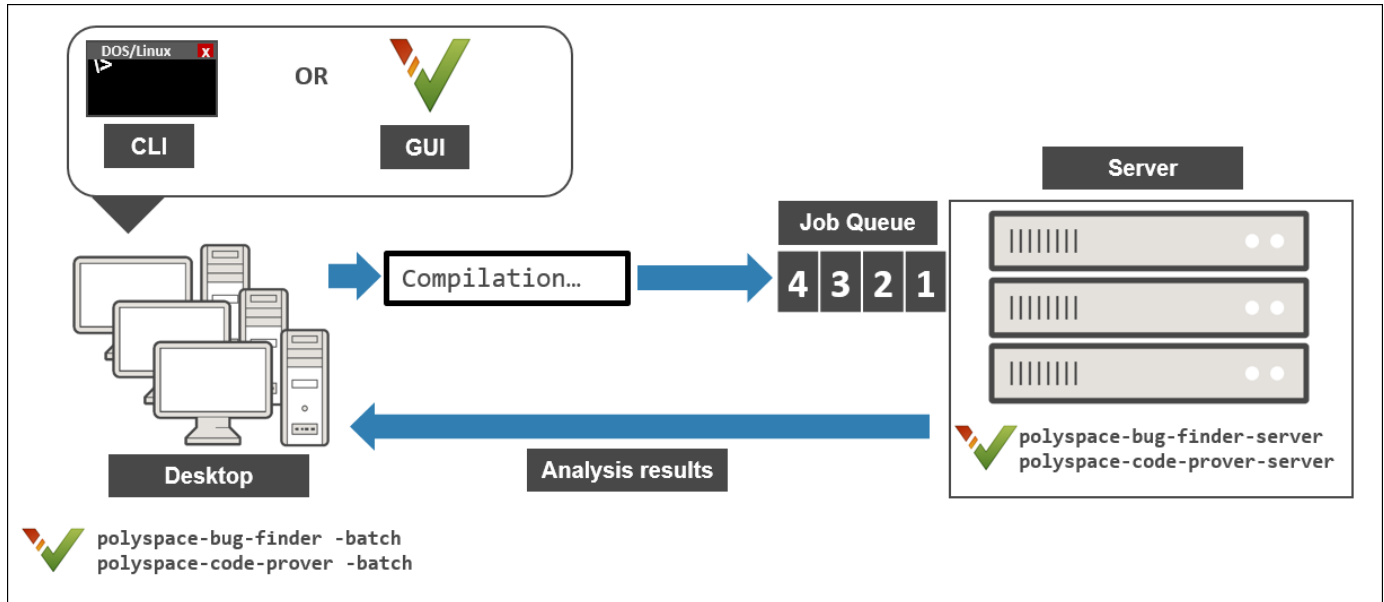 DOS/Linux x
\>
OR
CLI
GUI
Server
Job Queue
4 3 2 1
Compilation…
Analysis results
Desktop
polyspace-bug-finder-server
polyspace-code-prover-server
polyspace-bug-finder -batch
polyspace-code-prover -batch